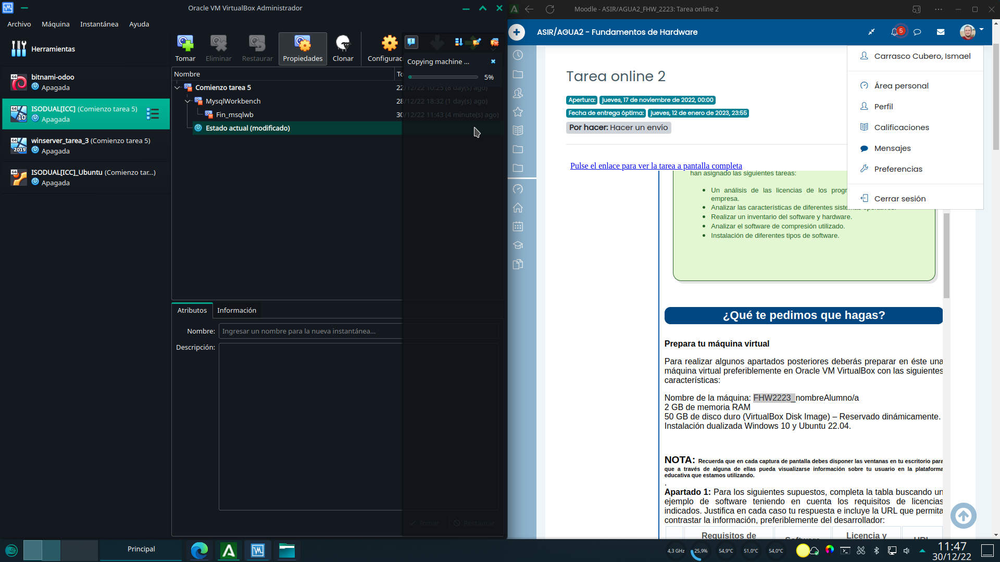 Oracle VM VirtualBox Administrador
Archivo Máquina Instantánea Ayuda
Herramientas
Tomar Eliminar Restaurar Propiedades Clonar Configurac
64 bitnami-odoo
Apagada
64 10 ISODUAL[ICC] (Comienzo tarea 5)
Apagada
64 2019 winserver_tarea_3 (Comienzo tarea 5)
Apagada
64 ISODUAL[ICC]_Ubuntu (Comienzo tar...)
Apagada
Copying machine ...
5%
Nombre To
Comienzo tarea 5 22/12/22 10:25 (8 day(s) ago)
MysqlWorkbench 28/12/22 18:32 (1 day(s) ago)
Fin_msqlwb 30/12/22 11:43 (4 minute(s) ago)
Estado actual (modificado)
Atributos Información
Nombre: Ingresar un nombre para la nueva instantánea...
Descripción:
Tomar Restaurar
Moodle - ASIR/AGUA2_FHW_2223: Tarea online 2
ASIR/AGUA2 - Fundamentos de Hardware
5
Carrasco Cubero, Ismael
Área personal
Perfil
Calificaciones
Mensajes
Preferencias
Cerrar sesión
Tarea online 2
Apertura: jueves, 17 de noviembre de 2022, 00:00
Fecha de entrega óptima: jueves, 12 de enero de 2023, 23:55
Por hacer: Hacer un envío
Pulse el enlace para ver la tarea a pantalla completa
han asignado las siguientes tareas:
Un análisis de las licencias de los progr
empresa.
Analizar las características de diferentes sistemas operativos.
Realizar un inventario del software y hardware.
Analizar el software de compresión utilizado.
Instalación de diferentes tipos de software.
¿Qué te pedimos que hagas?
Prepara tu máquina virtual
Para realizar algunos apartados posteriores deberás preparar en éste una
máquina virtual preferiblemente en Oracle VM VirtualBox con las siguientes
características:
Nombre de la máquina: FHW2223_nombreAlumno/a
2 GB de memoria RAM
50 GB de disco duro (VirtualBox Disk Image) – Reservado dinámicamente.
Instalación dualizada Windows 10 y Ubuntu 22.04.
NOTA: Recuerda que en cada captura de pantalla debes disponer las ventanas en tu escritorio para
que a través de alguna de ellas pueda visualizarse información sobre tu usuario en la plataforma
educativa que estamos utilizando.
.
Apartado 1: Para los siguientes supuestos, completa la tabla buscando un
ejemplo de software teniendo en cuenta los requisitos de licencias
indicados. Justifica en cada caso tu respuesta e incluye la URL que permita
contrastar la información, preferiblemente del desarrollador:
Requisitos de Software Licencia y URL
Principal
4,3 GHz 25,9% 54,9°C 51,0°C 54,0°C
11:47
30/12/22